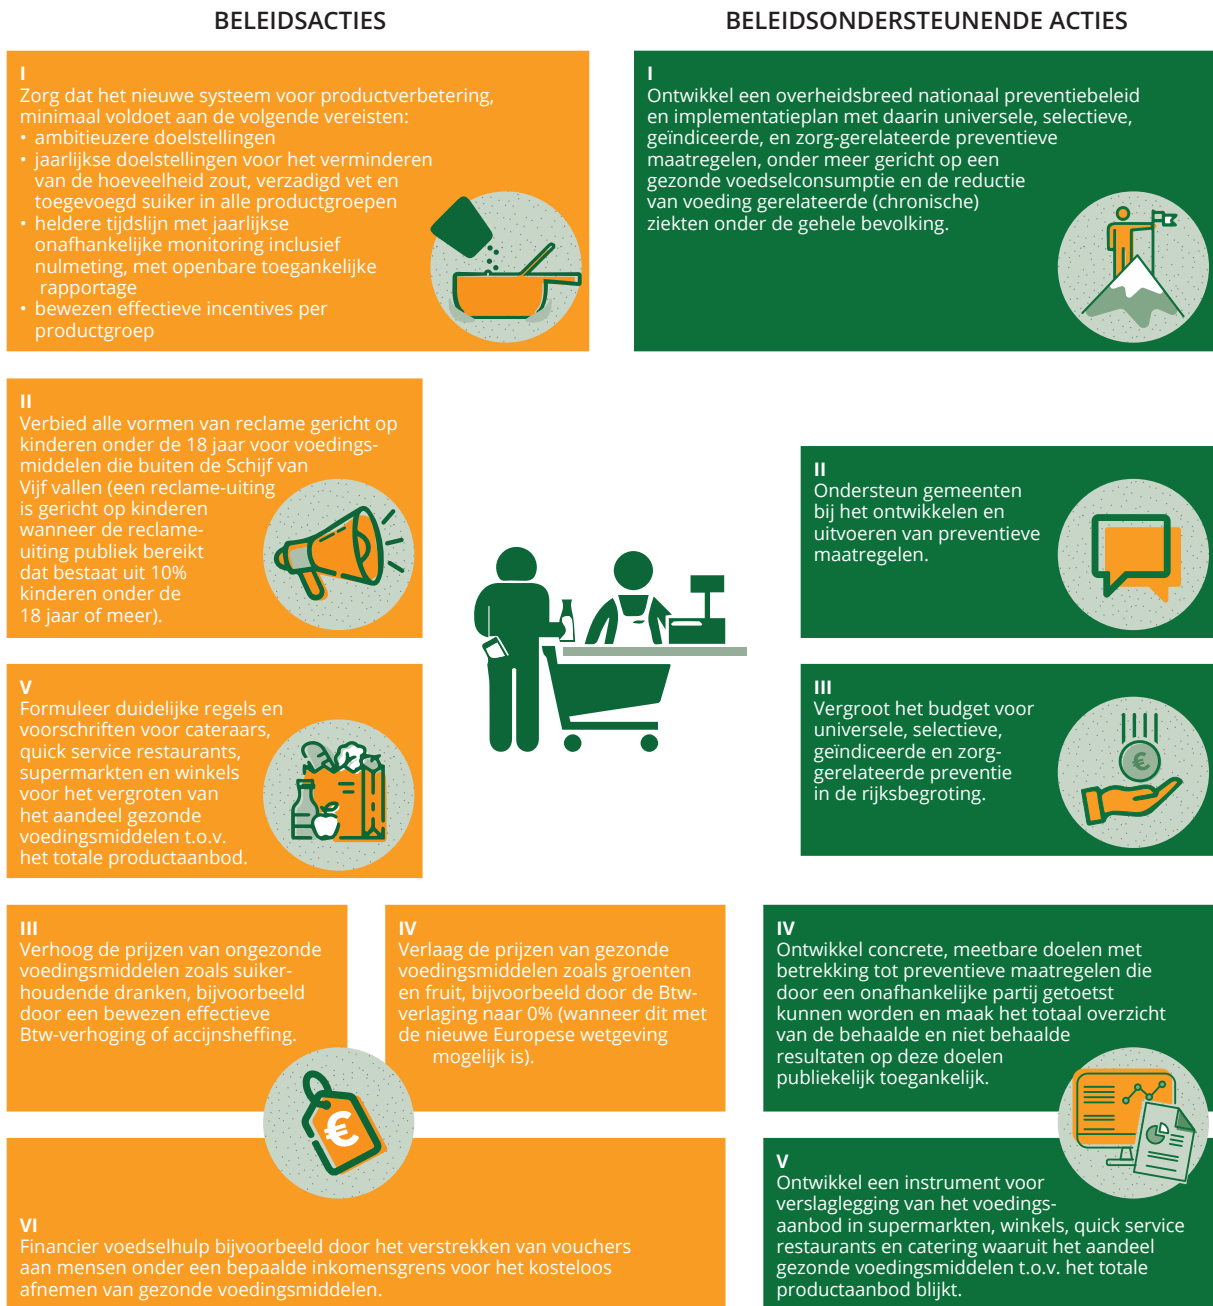 BELEIDSACTIES
I
Zorg dat het nieuwe systeem voor productverbetering,
minimaal voldoet aan de volgende vereisten:
• ambitieuzere doelstellingen
• jaarlijkse doelstellingen voor het verminderen
van de hoeveelheid zout, verzadigd vet en
toegevoegd suiker in alle productgroepen
• heldere tijdslijn met jaarlijkse
onafhankelijke monitoring inclusief
nulmeting, met openbare toegankelijke
rapportage
• bewezen effectieve incentives per
productgroep
II
Verbied alle vormen van reclame gericht op
kinderen onder de 18 jaar voor voedings-
middelen die buiten de Schijf van
Vijf vallen (een reclame-uiting
is gericht op kinderen
wanneer de reclame-
uiting publiek bereikt
dat bestaat uit 10%
kinderen onder de
18 jaar of meer).
V
Formuleer duidelijke regels en
voorschriften voor cateraars,
quick service restaurants,
supermarkten en winkels
voor het vergroten van
het aandeel gezonde
voedingsmiddelen t.o.v.
het totale productaanbod.
III
Verhoog de prijzen van ongezonde
voedingsmiddelen zoals suiker-
houdende dranken, bijvoorbeeld
door een bewezen effectieve
Btw-verhoging of accijnsheffing.
IV
Verlaag de prijzen van gezonde
voedingsmiddelen zoals groenten
en fruit, bijvoorbeeld door de Btw-
verlaging naar 0% (wanneer dit met
de nieuwe Europese wetgeving
mogelijk is).
€
VI
Financier voedselhulp bijvoorbeeld door het verstrekken van vouchers
aan mensen onder een bepaalde inkomensgrens voor het kosteloos
afnemen van gezonde voedingsmiddelen.
BELEIDSONDERSTEUNENDE ACTIES
I
Ontwikkel een overheidsbreed nationaal preventiebeleid
en implementatieplan met daarin universele, selectieve,
geïndiceerde, en zorg-gerelateerde preventieve
maatregelen, onder meer gericht op een
gezonde voedselconsumptie en de reductie
van voeding gerelateerde (chronische)
ziekten onder de gehele bevolking.
II
Ondersteun gemeenten
bij het ontwikkelen en
uitvoeren van preventieve
maatregelen.
III
Vergroot het budget voor
universele, selectieve,
geïndiceerde en zorg-
gerelateerde preventie
in de rijksbegroting.
€
IV
Ontwikkel concrete, meetbare doelen met
betrekking tot preventieve maatregelen die
door een onafhankelijke partij getoetst
kunnen worden en maak het totaal overzicht
van de behaalde en niet behaalde
resultaten op deze doelen
publiekelijk toegankelijk.
V
Ontwikkel een instrument voor
verslaglegging van het voedings-
aanbod in supermarkten, winkels, quick service
restaurants en catering waaruit het aandeel
gezonde voedingsmiddelen t.o.v. het totale
productaanbod blijkt.